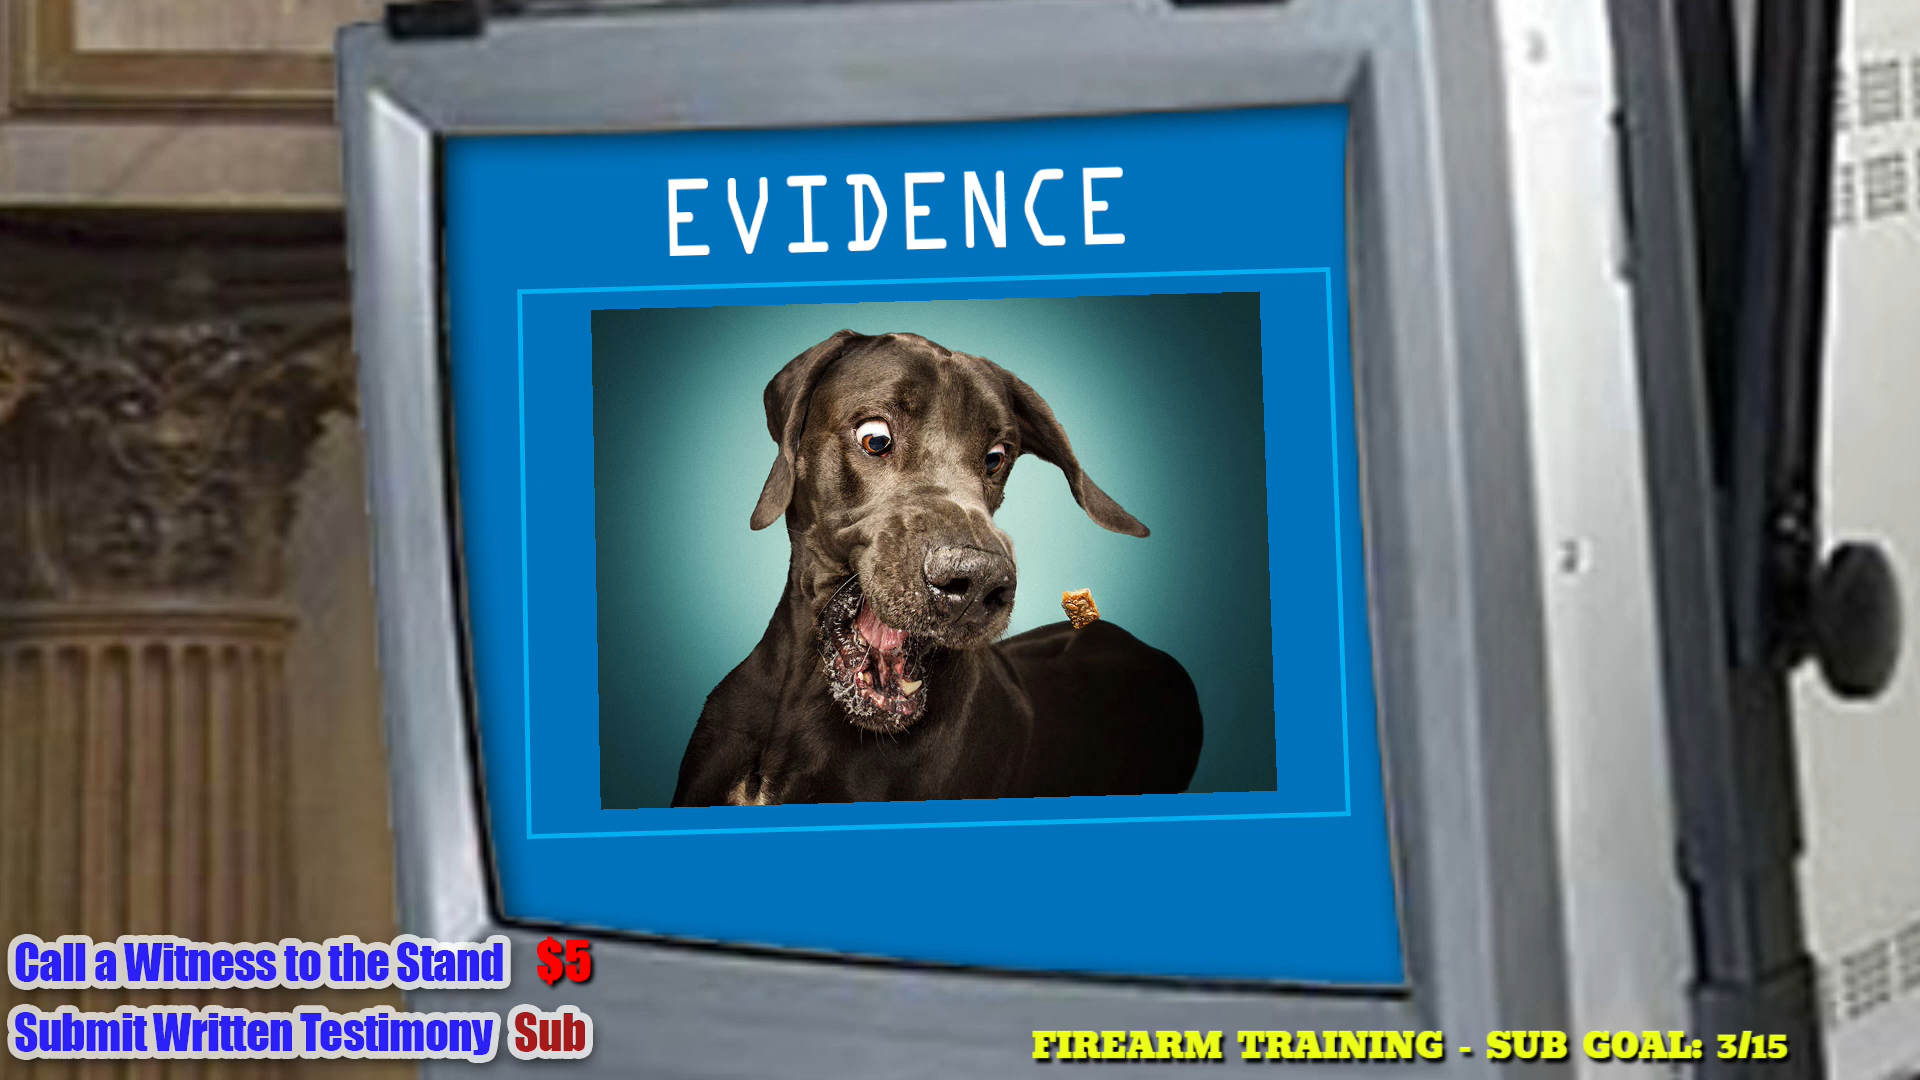 EVIDENCE
Call a Witness to the Stand $5
Submit Written Testimony Sub
FIREARM TRAINING - SUB GOAL: 3/15